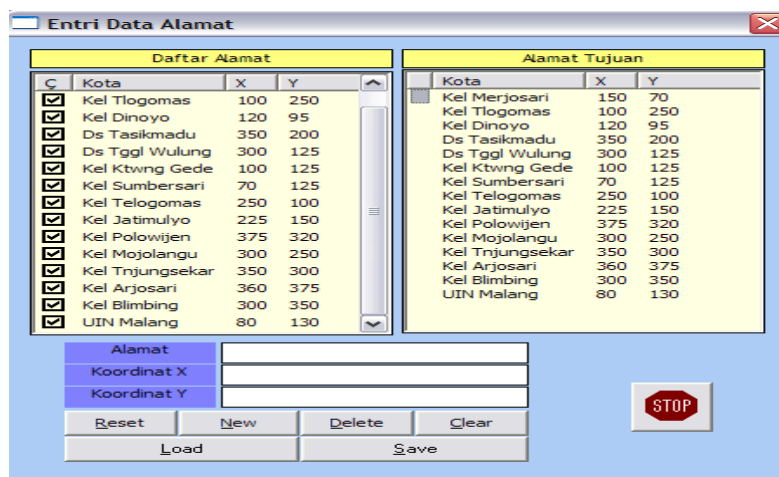 Entri Data Alamat
Daftar Alamat
Ç Kota X Y
Kel Tlogomas 100 250
Kel Dinoyo 120 95
Ds Tasikmadu 350 200
Ds Tggl Wulung 300 125
Kel Ktwng Gede 100 125
Kel Sumbersari 70 125
Kel Telogomas 250 100
Kel Jatimulyo 225 150
Kel Polowijen 375 320
Kel Mojolangu 300 250
Kel Tnjungsekar 350 300
Kel Arjosari 360 375
Kel Blimbing 300 350
UIN Malang 80 130
Alamat Tujuan
Kota X Y
Kel Merjosari 150 70
Kel Tlogomas 100 250
Kel Dinoyo 120 95
Ds Tasikmadu 350 200
Ds Tggl Wulung 300 125
Kel Ktwng Gede 100 125
Kel Sumbersari 70 125
Kel Telogomas 250 100
Kel Jatimulyo 225 150
Kel Polowijen 375 320
Kel Mojolangu 300 250
Kel Tnjungsekar 350 300
Kel Arjosari 360 375
Kel Blimbing 300 350
UIN Malang 80 130
Alamat
Koordinat X
Koordinat Y
Reset New Delete Clear
Load Save
STOP